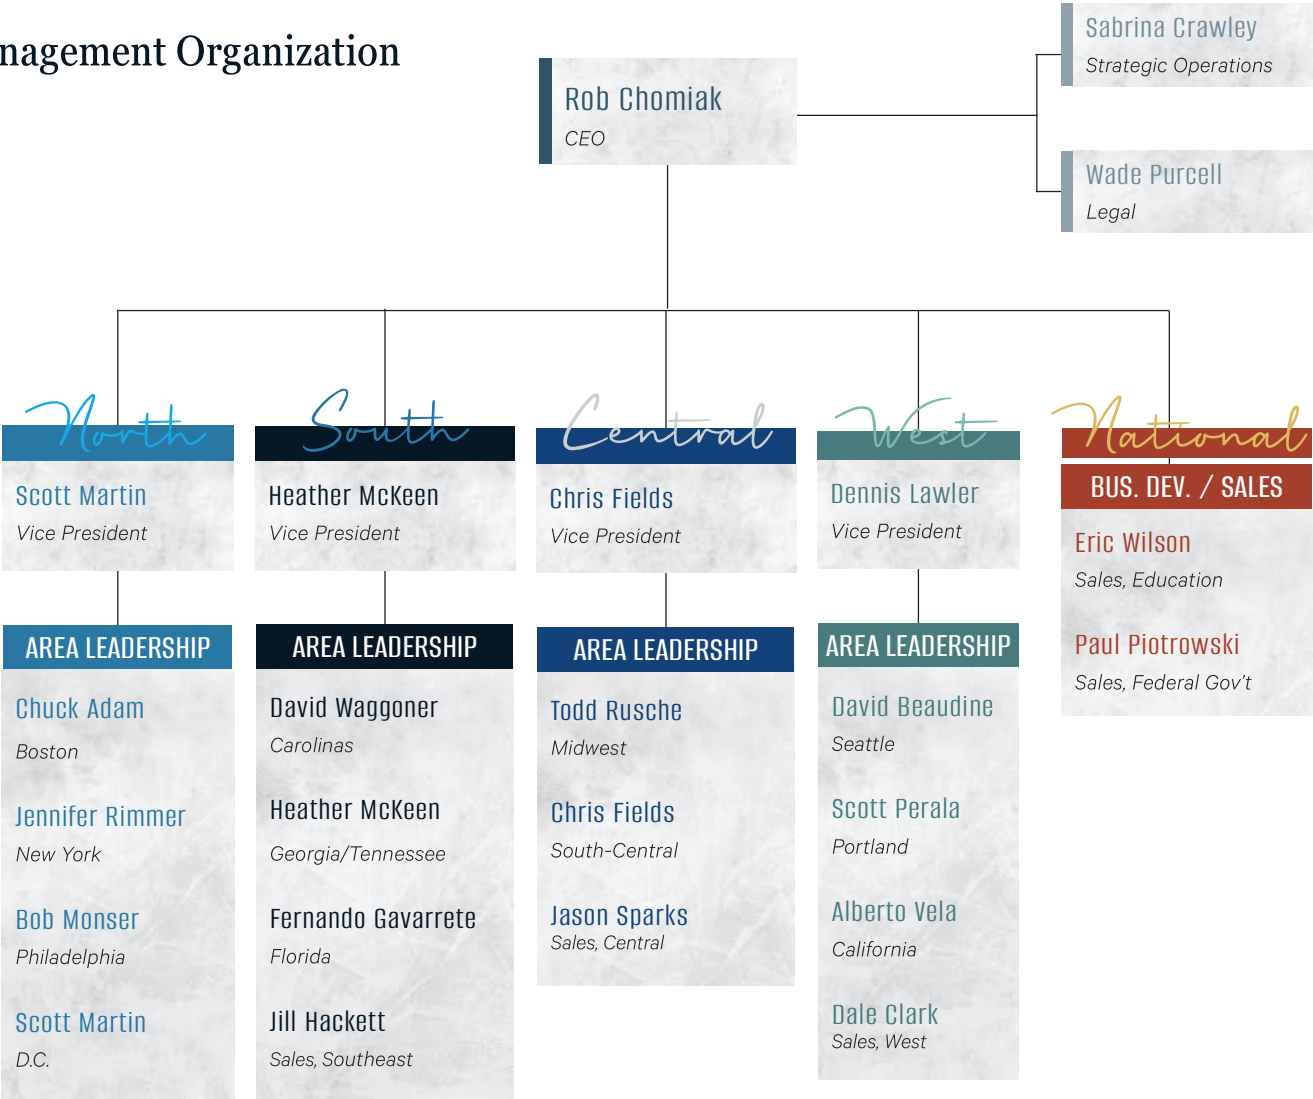 nagement Organization
Rob Chomiak
CEO
Sabrina Crawley
Strategic Operations
Wade Purcell
Legal
North
Scott Martin
Vice President
AREA LEADERSHIP
Chuck Adam
Boston
Jennifer Rimmer
New York
Bob Monser
Philadelphia
Scott Martin
D.C.
South
Heather McKeen
Vice President
AREA LEADERSHIP
David Waggoner
Carolinas
Heather McKeen
Georgia/Tennessee
Fernando Gavarrete
Florida
Jill Hackett
Sales, Southeast
Central
Chris Fields
Vice President
AREA LEADERSHIP
Todd Rusche
Midwest
Chris Fields
South-Central
Jason Sparks
Sales, Central
West
Dennis Lawler
Vice President
AREA LEADERSHIP
David Beaudine
Seattle
Scott Perala
Portland
Alberto Vela
California
Dale Clark
Sales, West
National
BUS. DEV. / SALES
Eric Wilson
Sales, Education
Paul Piotrowski
Sales, Federal Gov't